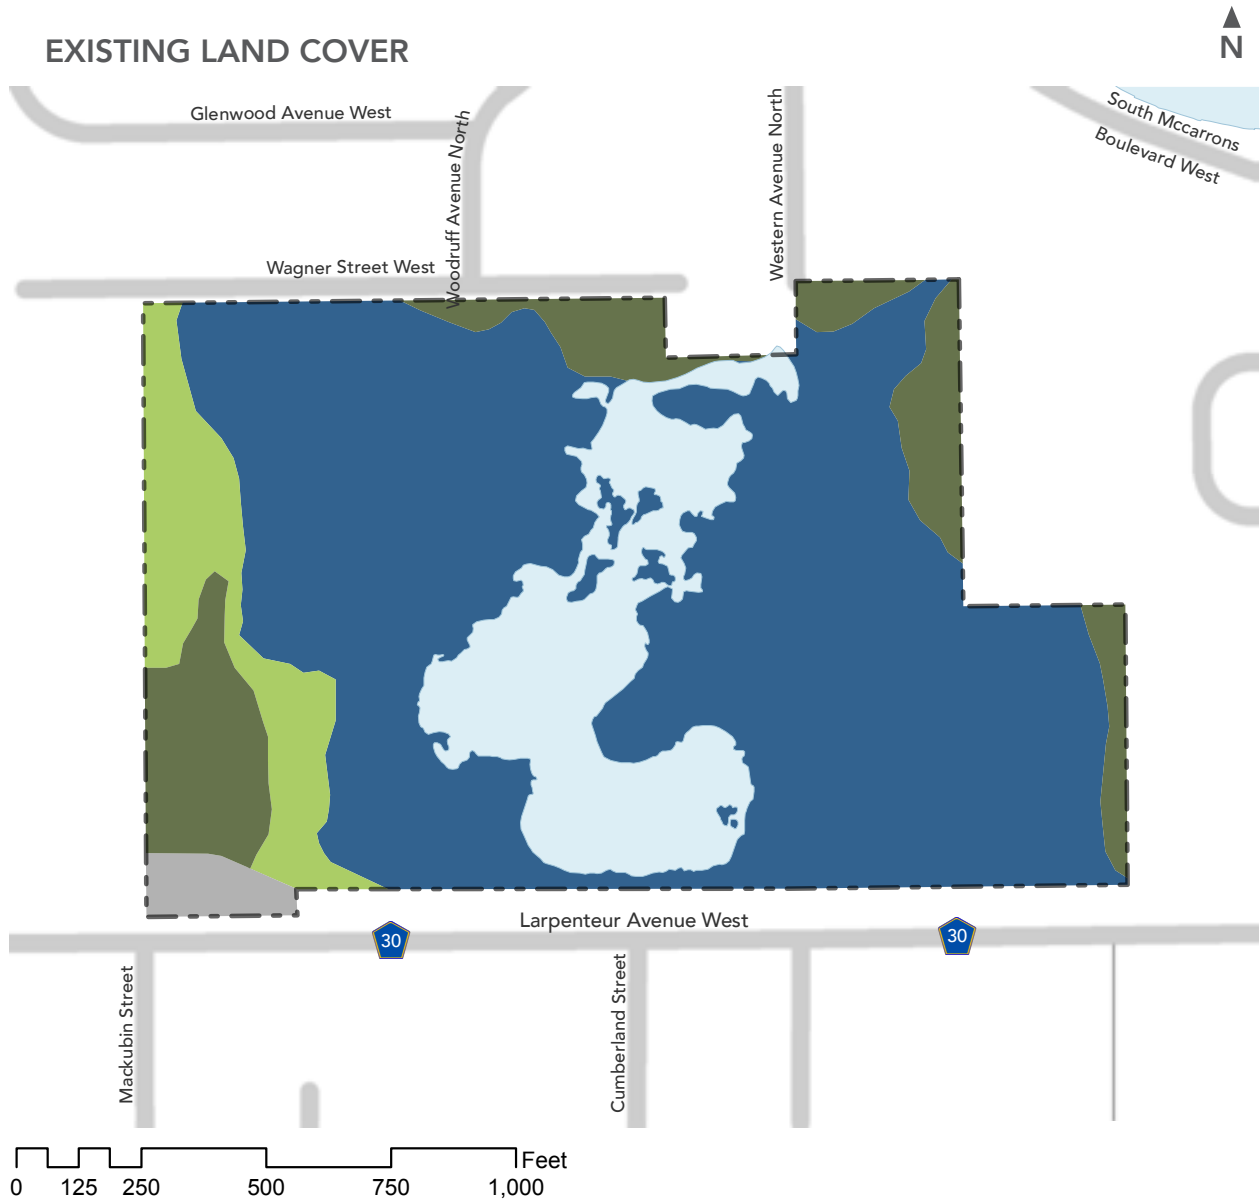 EXISTING LAND COVER
N
Glenwood Avenue West
Woodruff Avenue North
Western Avenue North
South Mccarrons
Boulevard West
Wagner Street West
Larpenteur Avenue West
30
30
Mackubin Street
Cumberland Street
Feet
0 125 250 500 750 1,000